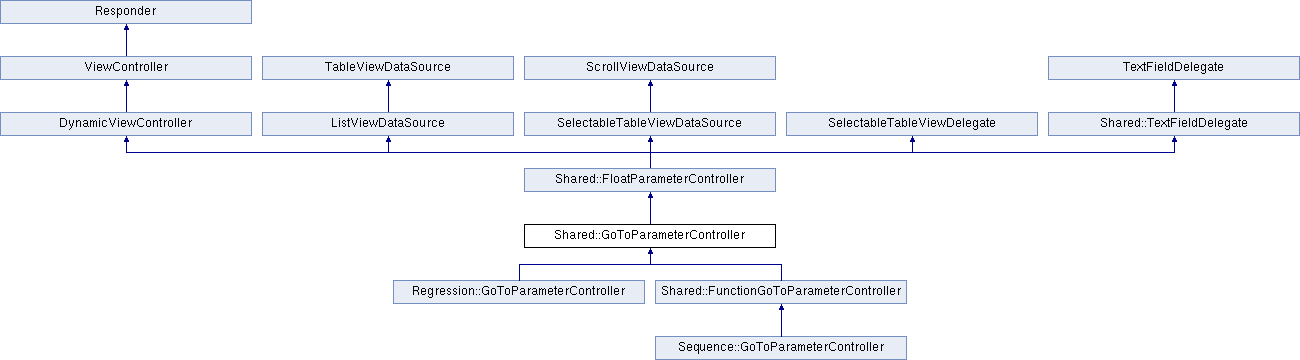 Responder
ViewController
TableViewDataSource
ScrollViewDataSource
TextFieldDelegate
DynamicViewController
ListViewDataSource
SelectableTableViewDataSource
SelectableTableViewDelegate
Shared::TextFieldDelegate
Shared::FloatParameterController
Shared::GoToParameterController
Regression::GoToParameterController
Shared::FunctionGoToParameterController
Sequence::GoToParameterController